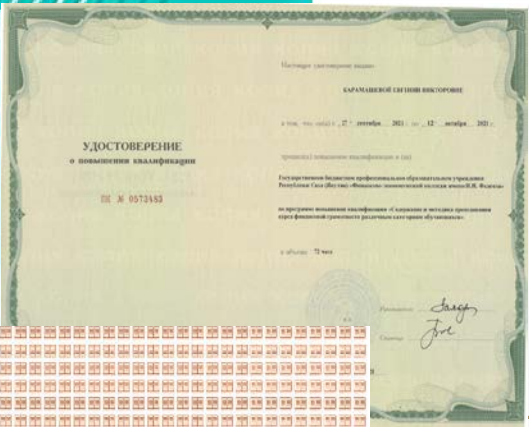 УДОСТОВЕРЕНИЕ
о повышении квалификации
ПК № 0573483
Настоящее удостоверение выдано
КАРАМАШЕВОЙ ЕВГЕНИИ ВИКТОРОВНЕ
в том, что он(а) с „ 27 “ сентября 2021 г. по „ 12 “ октября 2021 г.
прошел(а) повышение квалификации в (на)
Государственном бюджетном профессиональном образовательном учреждении
Республики Саха (Якутия) «Финансово-экономический колледж имени И.И. Фадеева»
по программе повышения квалификации «Содержание и методика преподавания
курса финансовой грамотности различным категориям обучающихся».
в объеме 72 часа
Руководитель
Секретарь